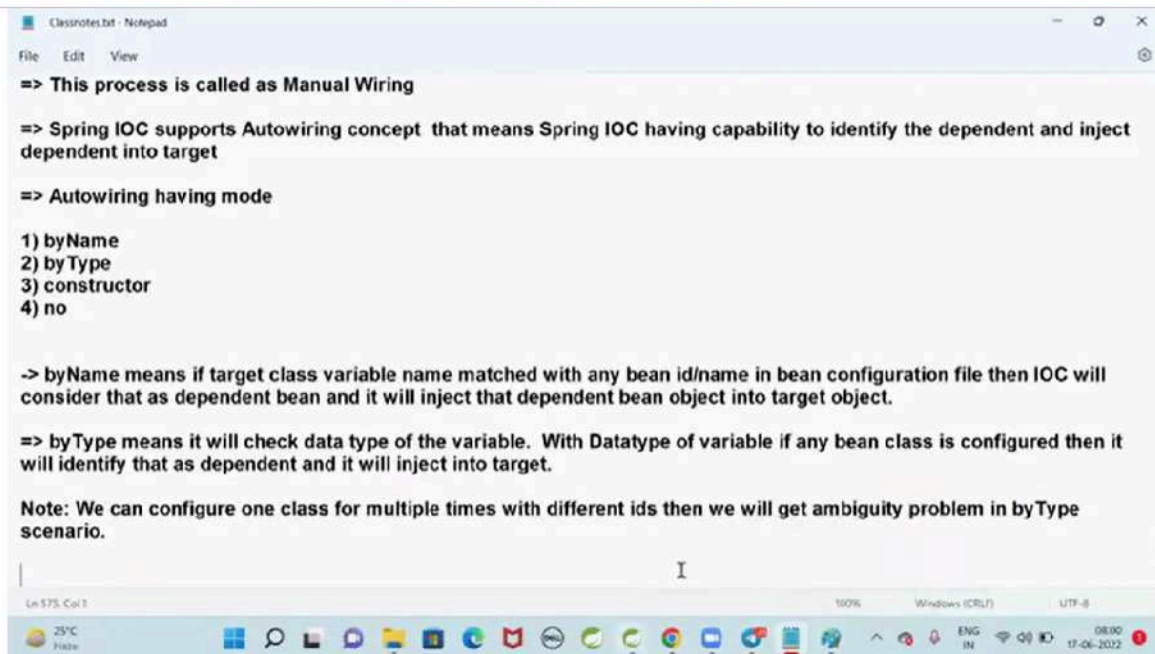 Classnotes.txt - Notepad
File Edit View
=> This process is called as Manual Wiring
=> Spring IOC supports Autowiring concept that means Spring IOC having capability to identify the dependent and inject
dependent into target
=> Autowiring having mode
1) byName
2) byType
3) constructor
4) no
-> byName means if target class variable name matched with any bean id/name in bean configuration file then IOC will
consider that as dependent bean and it will inject that dependent bean object into target object.
=> byType means it will check data type of the variable. With Datatype of variable if any bean class is configured then it
will identify that as dependent and it will inject into target.
Note: We can configure one class for multiple times with different ids then we will get ambiguity problem in byType
scenario.
Ln 575, Col 1 100% Windows (CRLF) UTF-8
25°C ENG 08:00
IN 17-06-2022